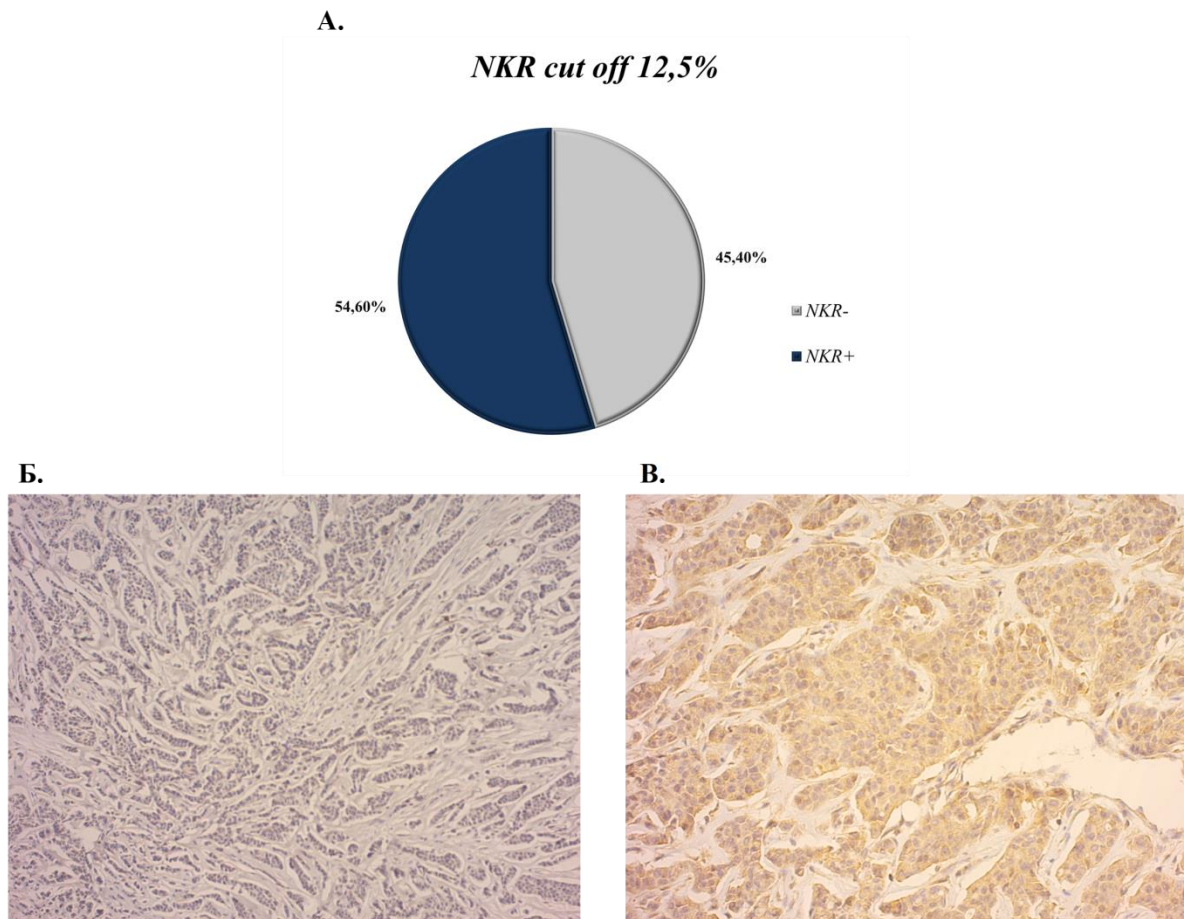 А.
NKR cut off 12,5%
45,40%
54,60%
NKR-
NKR+
Б.
В.